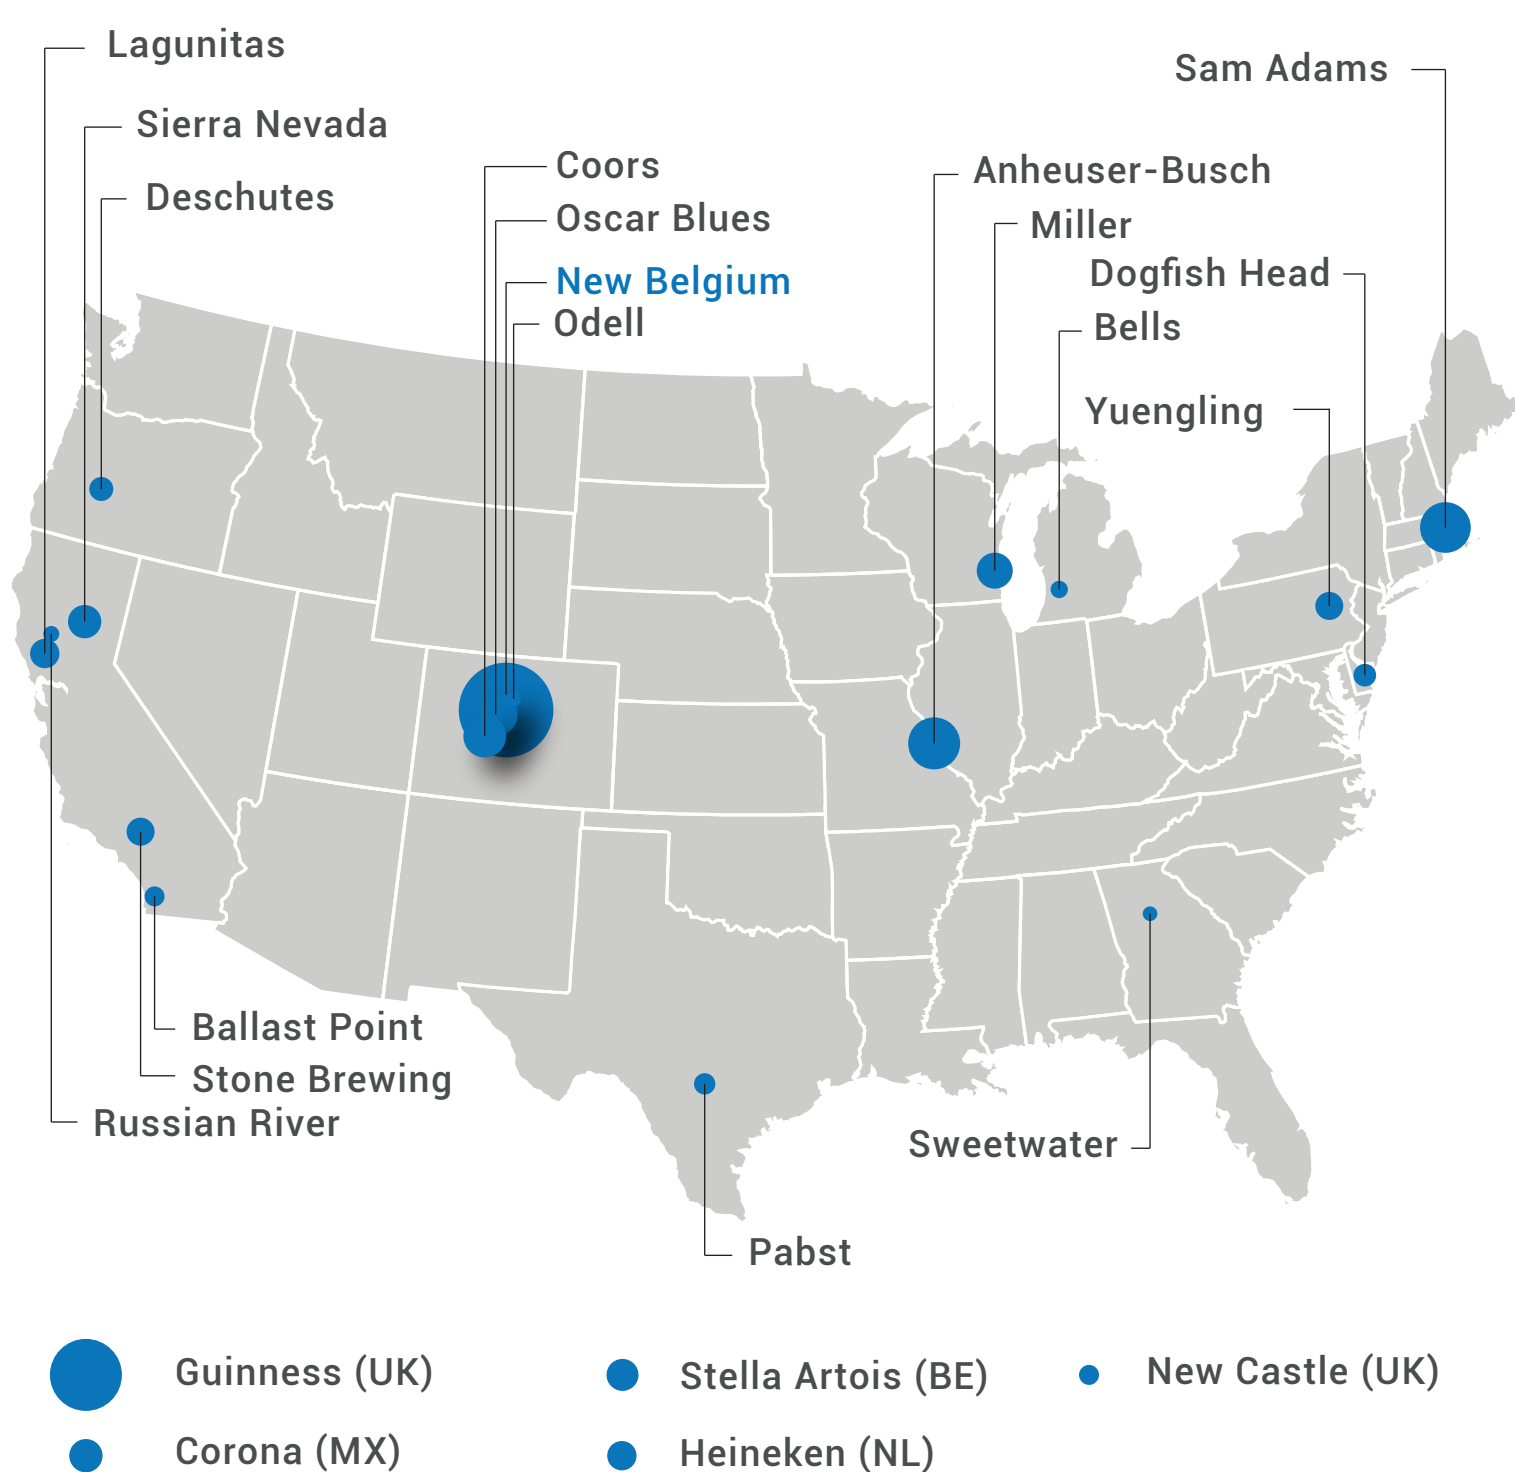 Lagunitas
Sam Adams
Sierra Nevada
Coors
Anheuser-Busch
Deschutes
Oscar Blues
Miller
New Belgium
Dogfish Head
Odell
Bells
Yuengling
Ballast Point
Stone Brewing
Russian River
Sweetwater
Pabst
Guinness (UK)
Stella Artois (BE)
New Castle (UK)
Corona (MX)
Heineken (NL)